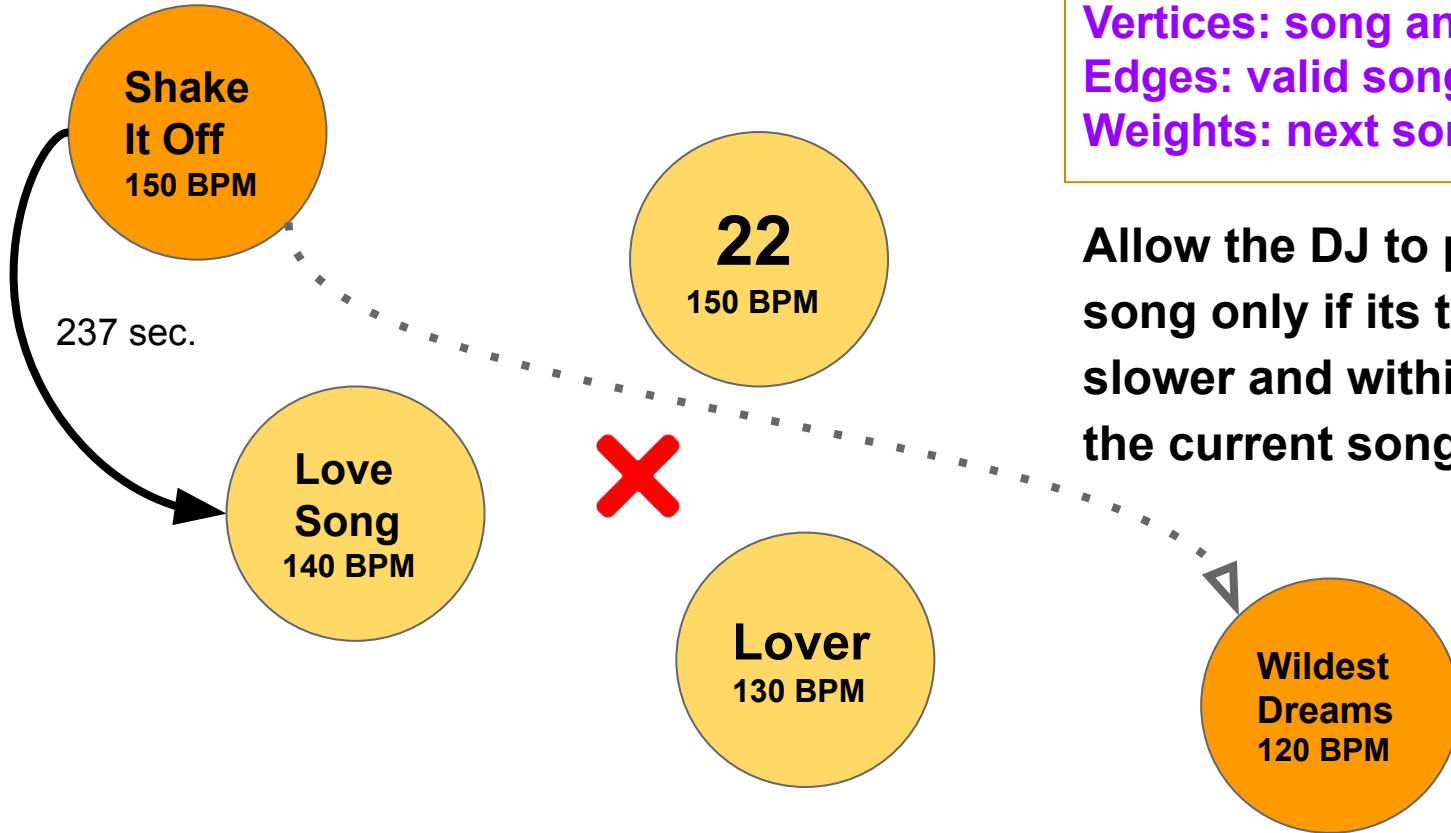 Vertices: song an
Edges: valid song
Weights: next so
Shake
It Off
150 BPM
22
150 BPM
Allow the DJ to
song only if its
slower and withi
the current song
237 sec.
Love
Song
140 BPM
Lover
130 BPM
Wildest
Dreams
120 BPM